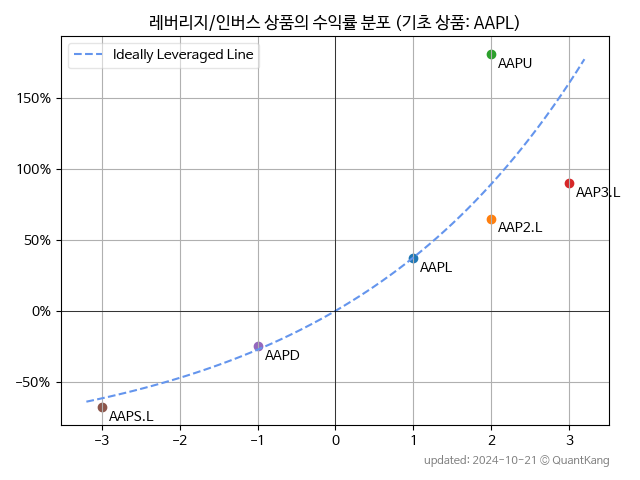 레버리지/인버스 상품의 수익률 분포 (기초 상품: AAPL)
Ideally Leveraged Line
AAPU
150%
100%
AAP3.L
AAP2.L
50%
AAPL
0%
AAPD
−50%
AAPS.L
−3 −2 −1 0 1 2 3
updated: 2024-10-21 © QuantKang